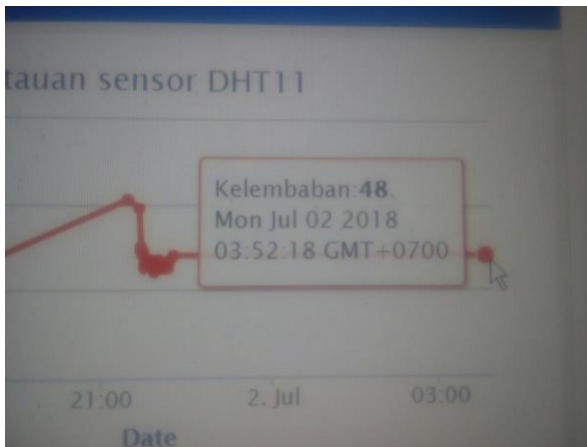 tauan sensor DHT11
Kelembaban:48.
Mon Jul 02 2018
03:52:18 GMT+0700
21:00
2. Jul
03:00
Date